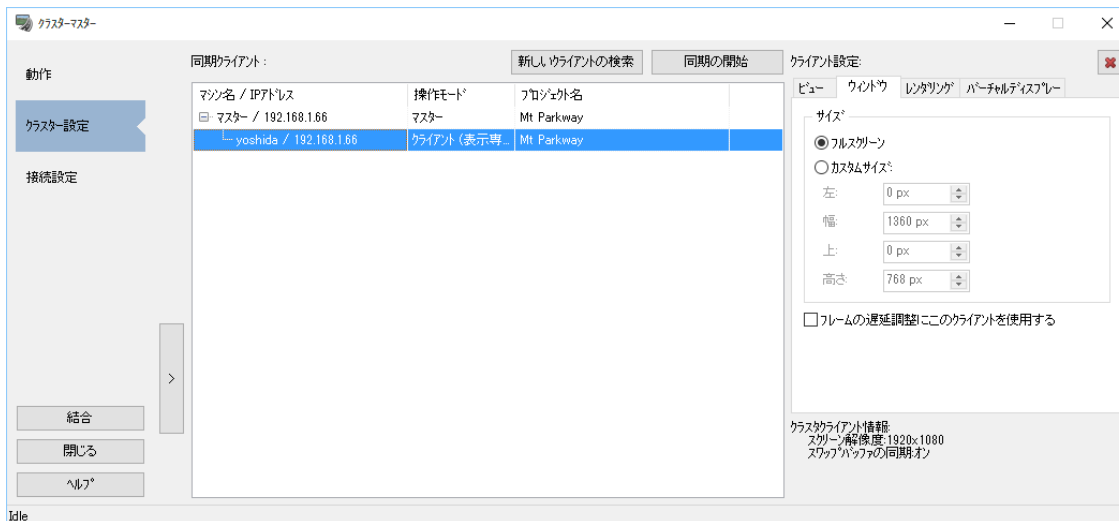 クラスターマスター
動作
クラスター設定
接続設定
同期クライアント :
新しいクライアントの検索
同期の開始
マシン名 / IPアドレス 操作モード プロジェクト名
マスター / 192.168.1.66 マスター Mt Parkway
yoshida / 192.168.1.66 クライアント (表示専... Mt Parkway
クライアント設定:
ビュー ウィンドウ レンダリング バーチャルディスプレー
サイズ
フルスクリーン
カスタムサイズ:
左: 0 px
幅: 1360 px
上: 0 px
高さ: 768 px
フレームの遅延調整にこのクライアントを使用する
クラスタクライアント情報:
スクリーン解像度:1920x1080
スワップバッファの同期:オン
>
結合
閉じる
ヘルプ
Idle